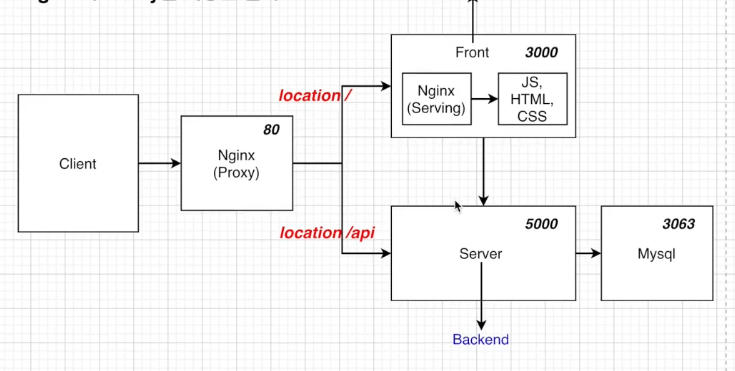 Front 3000
Nginx
(Serving)
JS,
HTML,
CSS
location /
80
Nginx
(Proxy)
Client
location /api
5000
Server
3063
Mysql
Backend